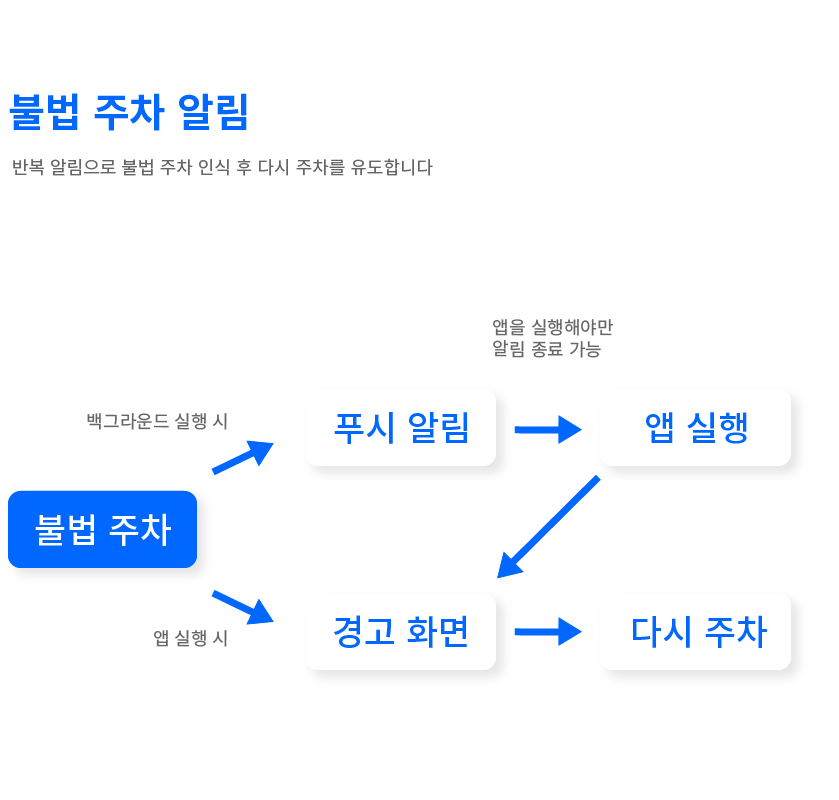 불법 주차 알림
반복 알림으로 불법 주차 인식 후 다시 주차를 유도합니다
앱을 실행해야만
알림 종료 가능
백그라운드 실행 시
푸시 알림
앱 실행
불법 주차
앱 실행 시
경고 화면
다시 주차